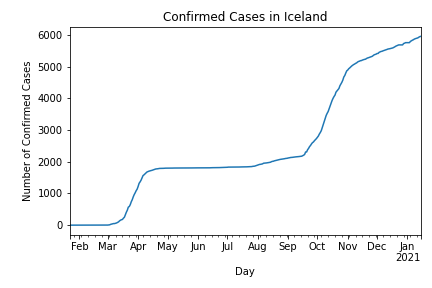 Confirmed Cases in Iceland
Number of Confirmed Cases
6000
5000
4000
3000
2000
1000
0
Feb Mar Apr May Jun Jul Aug Sep Oct Nov Dec Jan
2021
Day